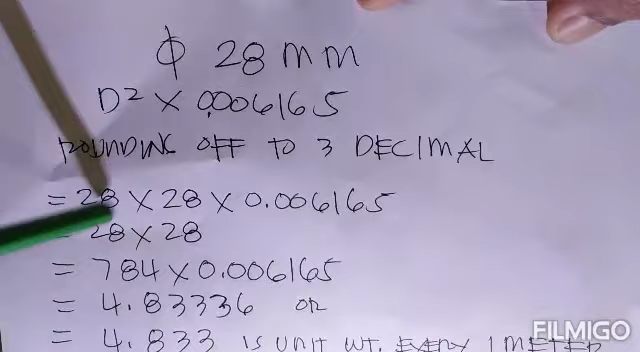 ф 28 mm
D² × 0.006165
ROUNDING OFF TO 3 DECIMAL
= 28 × 28 × 0.006165
= 28 × 28
= 784 × 0.006165
= 4.83336 OR
= 4.833 IS UNIT WT. EVERY 1 METER
FILMIGO